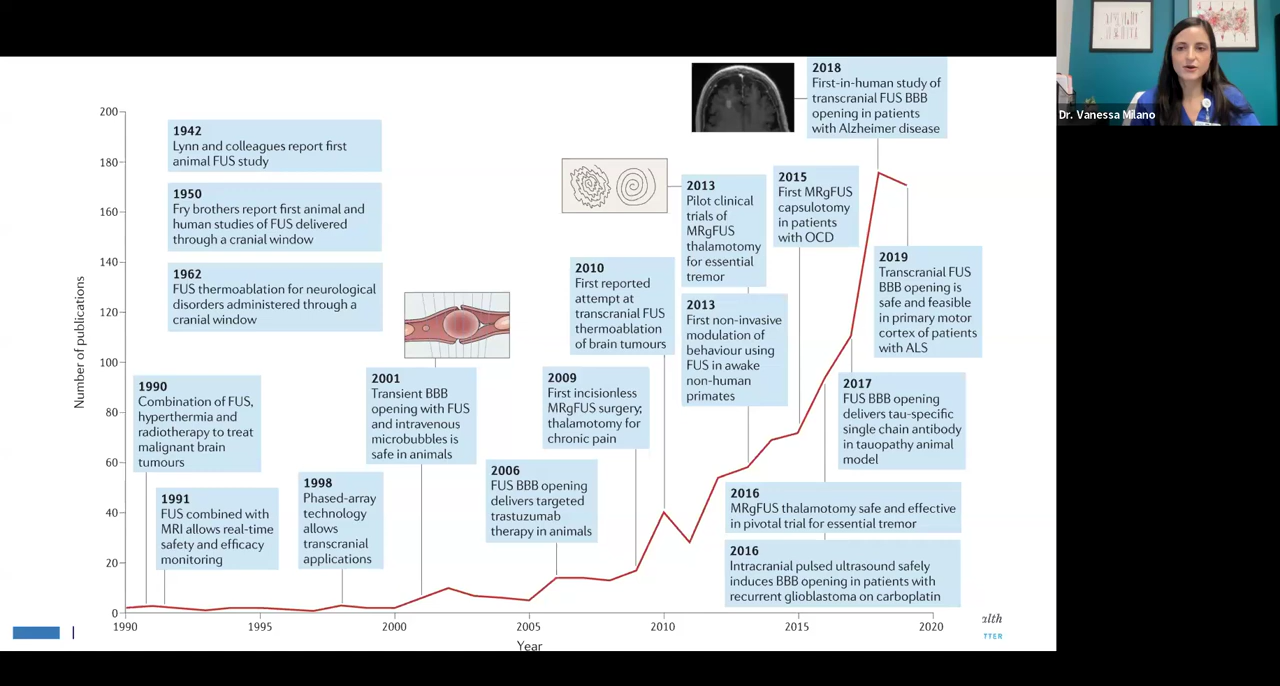 Dr. Vanessa Milano
2018
First-in-human study of
transcranial FUS BBB
opening in patients
with Alzheimer disease
1942
Lynn and colleagues report first
animal FUS study
1950
Fry brothers report first animal and
human studies of FUS delivered
through a cranial window
1962
FUS thermoablation for neurological
disorders administered through a
cranial window
2013
Pilot clinical
trials of
MRgFUS
thalamotomy
for essential
tremor
2015
First MRgFUS
capsulotomy
in patients
with OCD
2010
First reported
attempt at
transcranial FUS
thermoablation
of brain tumours
2013
First non-invasive
modulation of
behaviour using
FUS in awake
non-human
primates
2019
Transcranial FUS
BBB opening is
safe and feasible
in primary motor
cortex of patients
with ALS
1990
Combination of FUS,
hyperthermia and
radiotherapy to treat
malignant brain
tumours
2001
Transient BBB
opening with FUS
and intravenous
microbubbles is
safe in animals
2009
First incisionless
MRgFUS surgery;
thalamotomy for
chronic pain
2017
FUS BBB opening
delivers tau-specific
single chain antibody
in tauopathy animal
model
1991
FUS combined with
MRI allows real-time
safety and efficacy
monitoring
1998
Phased-array
technology
allows
transcranial
applications
2006
FUS BBB opening
delivers targeted
trastuzumab
therapy in animals
2016
MRgFUS thalamotomy safe and effective
in pivotal trial for essential tremor
2016
Intracranial pulsed ultrasound safely
induces BBB opening in patients with
recurrent glioblastoma on carboplatin
Number of publications
200
180
160
140
120
100
80
60
40
20
0
1990
1995
2000
2005
2010
2015
2020
Year
alth
TTER